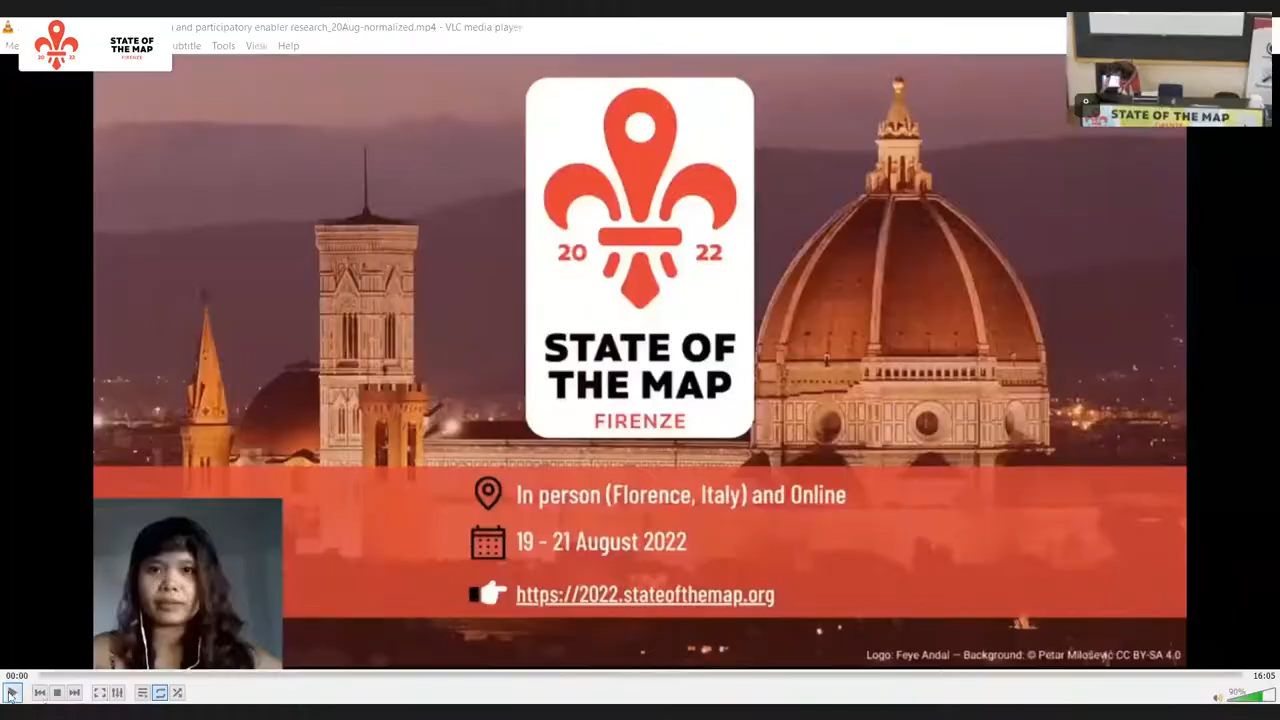 and participatory enabler research_20Aug-normalized.mp4 - VLC media player
Me
ubtitle Tools View Help
20 22
STATE OF
THE MAP
FIRENZE
STATE OF THE MAP
20 22
STATE OF
THE MAP
FIRENZE
In person (Florence, Italy) and Online
19 - 21 August 2022
https://2022.stateofthemap.org
Logo: Feye Andal — Background: © Petar Milošević CC BY-SA 4.0
00:00
16:05
90%